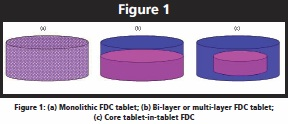 Figure 1
(a) (b) (c)
Figure 1: (a) Monolithic FDC tablet; (b) Bi-layer or multi-layer FDC tablet;
(c) Core tablet-in-tablet FDC